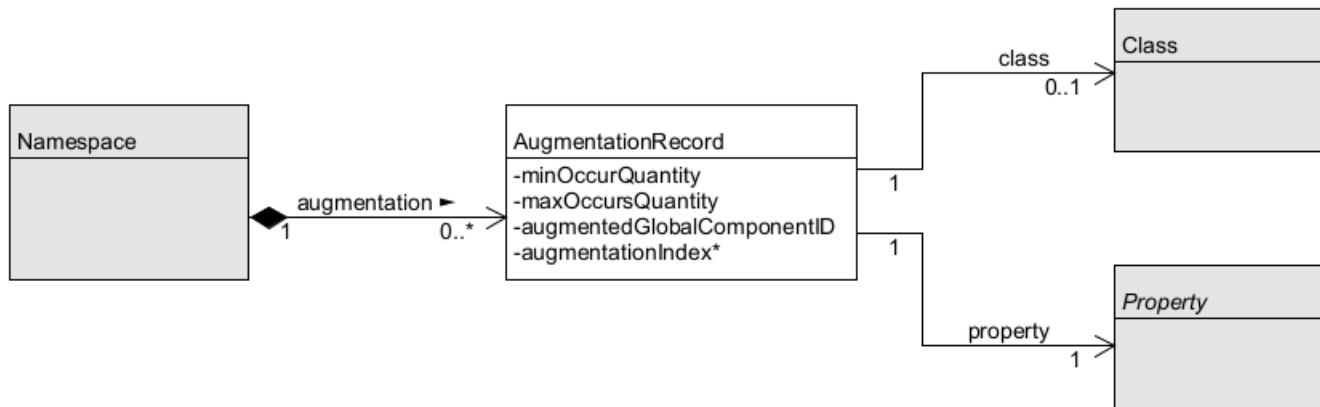 Class
class
0..1
Namespace
AugmentationRecord
-minOccurQuantity
-maxOccursQuantity
-augmentedGlobalComponentID
-augmentationIndex*
augmentation ►
1
0..*
1
1
Property
property
1